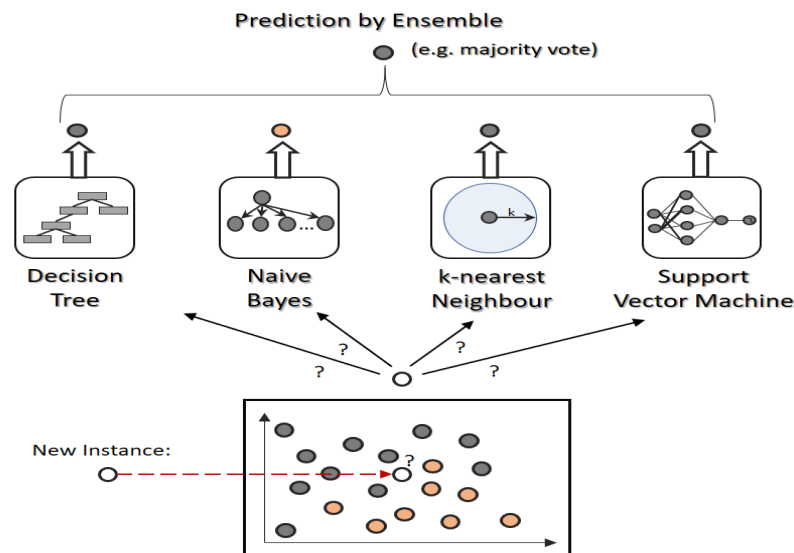 Prediction by Ensemble
(e.g. majority vote)
k
...
Decision
Tree
Naive
Bayes
k-nearest
Neighbour
Support
Vector Machine
?
?
?
?
New Instance:
?